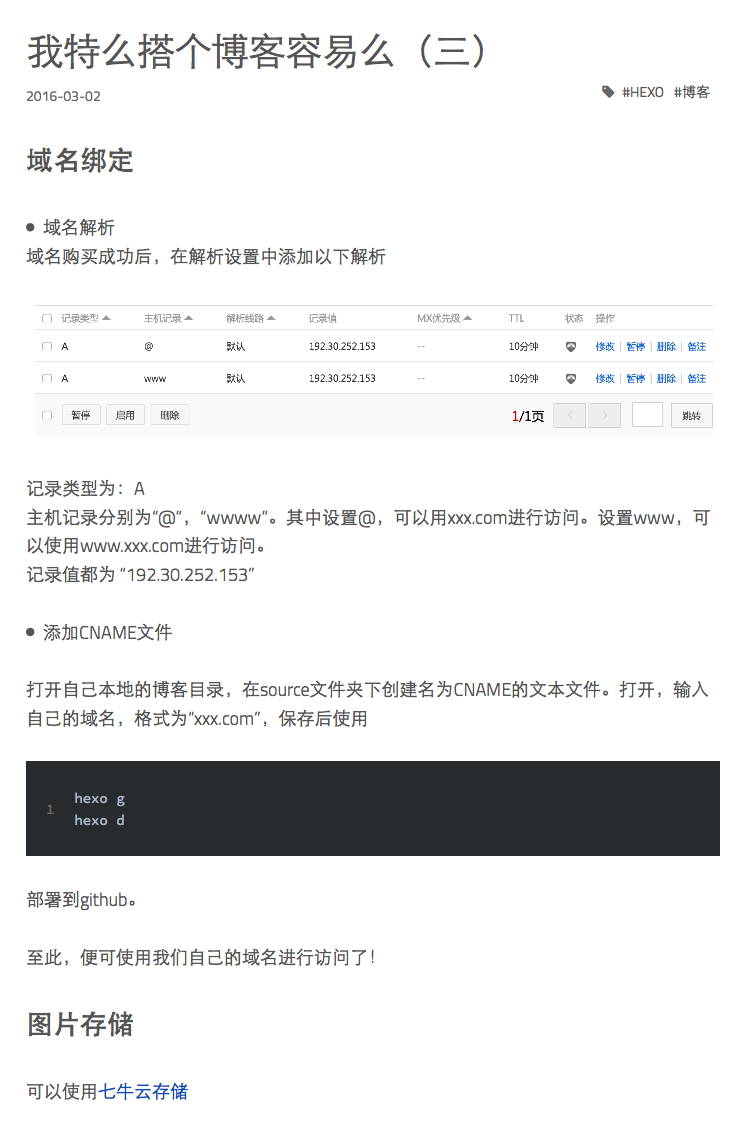 我特么搭个博客容易么（三）
2016-03-02 #HEXO #博客
域名绑定
● 域名解析
域名购买成功后，在解析设置中添加以下解析
记录类型 主机记录 解析线路 记录值 MX优先级 TTL 状态 操作
A @ 默认 192.30.252.153 -- 10分钟 修改 | 暂停 | 删除 | 备注
A www 默认 192.30.252.153 -- 10分钟 修改 | 暂停 | 删除 | 备注
暂停 启用 删除 1/1页 < > 跳转
记录类型为：A
主机记录分别为“@”，“wwww”。其中设置@，可以用xxx.com进行访问。设置www，可
以使用www.xxx.com进行访问。
记录值都为 “192.30.252.153”
● 添加CNAME文件
打开自己本地的博客目录，在source文件夹下创建名为CNAME的文本文件。打开，输入
自己的域名，格式为“xxx.com”，保存后使用
1
hexo g
hexo d
部署到github。
至此，便可使用我们自己的域名进行访问了！
图片存储
可以使用七牛云存储